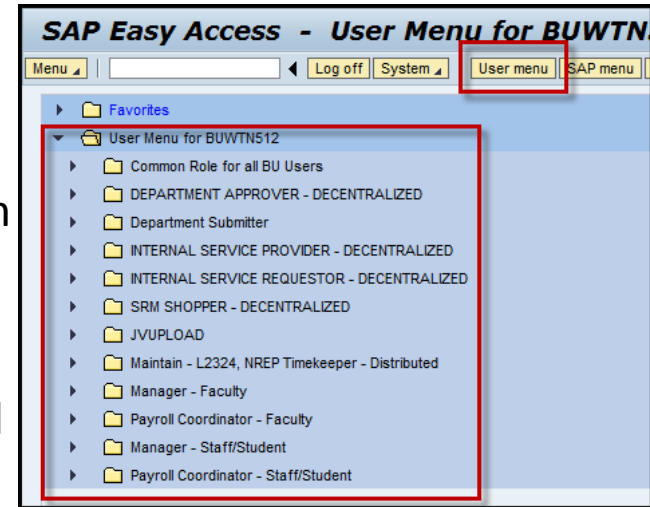 SAP Easy Access - User Menu for BUWTN
Menu Log off System User menu SAP menu
Favorites
User Menu for BUWTN512
Common Role for all BU Users
DEPARTMENT APPROVER - DECENTRALIZED
Department Submitter
INTERNAL SERVICE PROVIDER - DECENTRALIZED
INTERNAL SERVICE REQUESTOR - DECENTRALIZED
SRM SHOPPER - DECENTRALIZED
JVUPLOAD
Maintain - L2324, NREP Timekeeper - Distributed
Manager - Faculty
Payroll Coordinator - Faculty
Manager - Staff/Student
Payroll Coordinator - Staff/Student